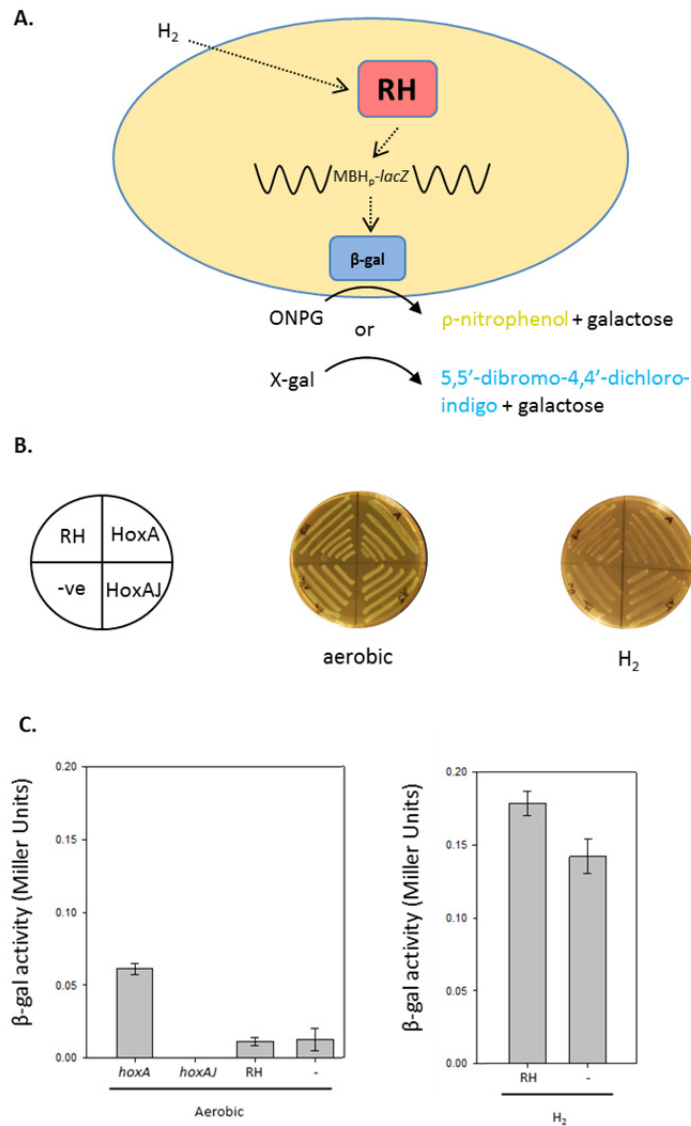 A.
H2
RH
MBHp-lacZ
β-gal
ONPG
or
ρ-nitrophenol + galactose
X-gal
5,5’-dibromo-4,4’-dichloro-
indigo + galactose
B.
RH HoxA
-ve HoxAJ
aerobic
H2
C.
β-gal activity (Miller Units)
0.20
0.15
0.10
0.05
0.00
hoxA hoxAJ RH -
Aerobic
β-gal activity (Miller Units)
0.20
0.15
0.10
0.05
0.00
RH -
H2